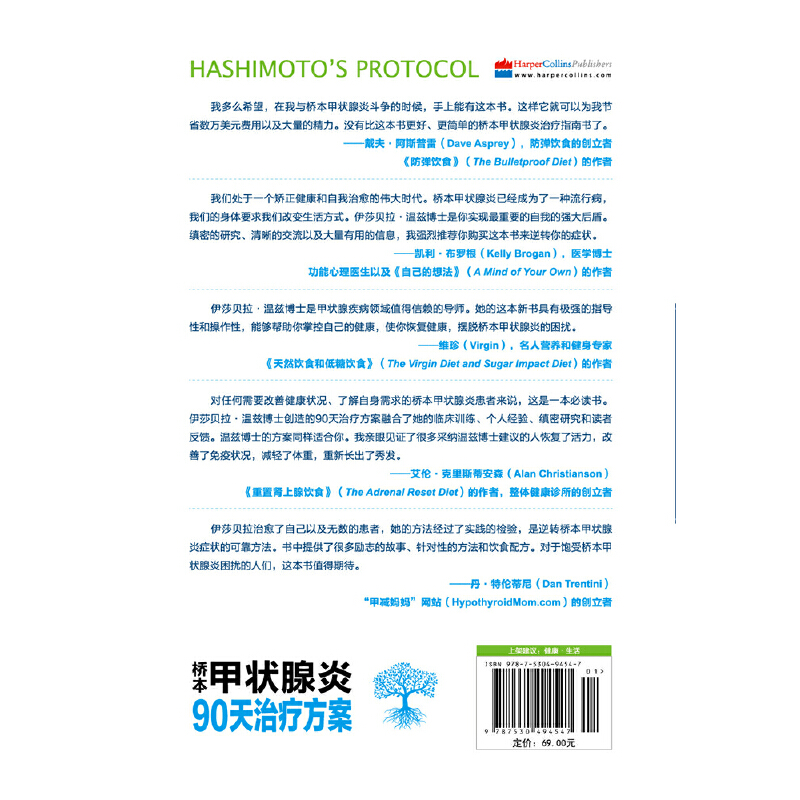 HASHIMOTO'S PROTOCOL
HarperCollinsPublishers
www.harpercollins.com
我多么希望，在我与桥本甲状腺炎斗争的时候，手上能有这本书。这样它就可以为我节
省数万美元费用以及大量的精力。没有比这本书更好、更简单的桥本甲状腺炎治疗指南书了。
——戴夫·阿斯普雷（Dave Asprey），防弹饮食的创立者
《防弹饮食》（The Bulletproof Diet）的作者
我们处于一个矫正健康和自我治愈的伟大时代。桥本甲状腺炎已经成为了一种流行病，
我们的身体要求我们改变生活方式。伊莎贝拉·温兹博士是你实现最重要的自我的强大后盾。
缜密的研究、清晰的交流以及大量有用的信息，我强烈推荐你购买这本书来逆转你的症状。
——凯利·布罗根（Kelly Brogan），医学博士
功能心理医生以及《自己的想法》（A Mind of Your Own）的作者
伊莎贝拉·温兹博士是甲状腺疾病领域值得信赖的导师。她的这本新书具有极强的指导
性和操作性，能够帮助你掌控自己的健康，使你恢复健康，摆脱桥本甲状腺炎的困扰。
——维珍（Virgin），名人营养和健身专家
《天然饮食和低糖饮食》（The Virgin Diet and Sugar Impact Diet）的作者
对任何需要改善健康状况、了解自身需求的桥本甲状腺炎患者来说，这是一本必读书。
伊莎贝拉·温兹博士创造的90天治疗方案融合了她的临床训练、个人经验、缜密研究和读者
反馈。温兹博士的方案同样适合你。我亲眼见证了很多采纳温兹博士建议的人恢复了活力，改
善了免疫状况，减轻了体重，重新长出了秀发。
——艾伦·克里斯蒂安森（Alan Christianson）
《重置肾上腺饮食》（The Adrenal Reset Diet）的作者，整体健康诊所的创立者
伊莎贝拉治愈了自己以及无数的患者，她的方法经过了实践的检验，是逆转桥本甲状腺
炎症状的可靠方法。书中提供了很多励志的故事、针对性的方法和饮食配方。对于饱受桥本甲
状腺炎困扰的人们，这本书值得期待。
——丹·特伦蒂尼（Dan Trentini）
“甲减妈妈”网站（HypothyroidMom.com）的创立者
桥本甲状腺炎
90天治疗方案
上架建议：健康·生活
ISBN 978-7-5304-9454-7
01>
9 787530 494547
定价：69.00元